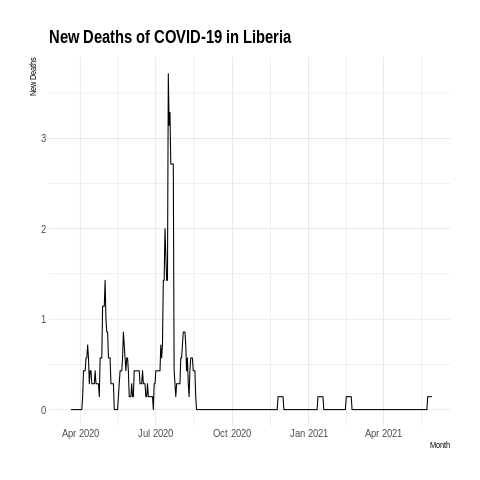 New Deaths of COVID-19 in Liberia
New Deaths
3
2
1
0
Apr 2020 Jul 2020 Oct 2020 Jan 2021 Apr 2021
Month